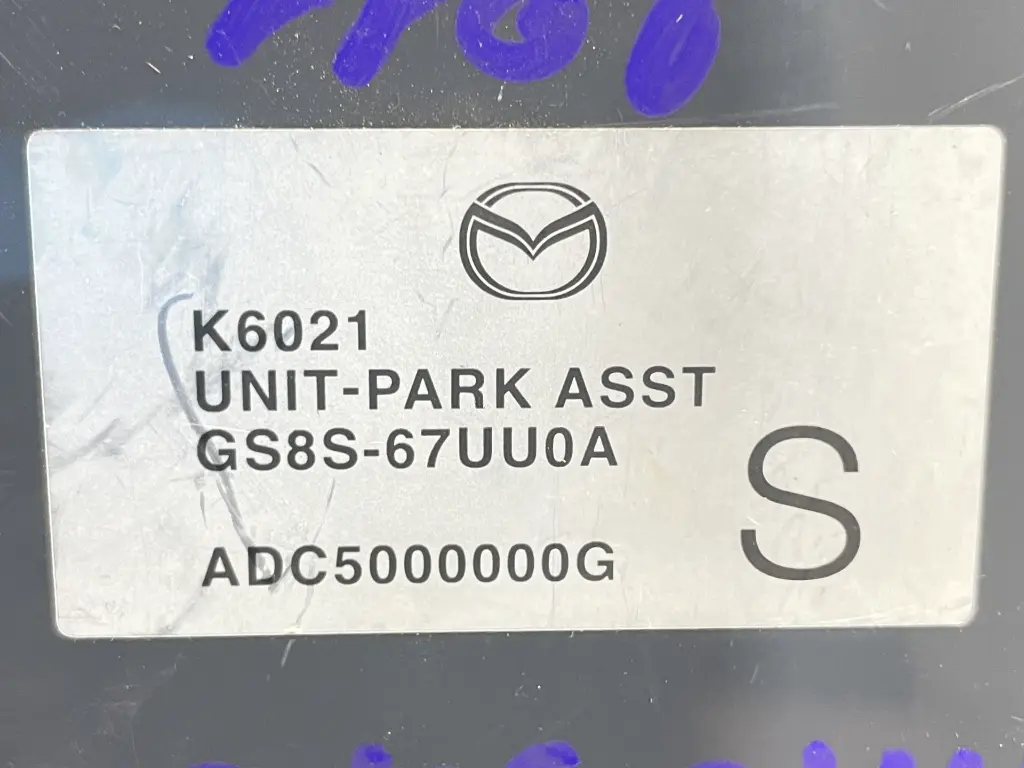 K6021
UNIT-PARK ASST
GS8S-67UU0A
S
ADC5000000G